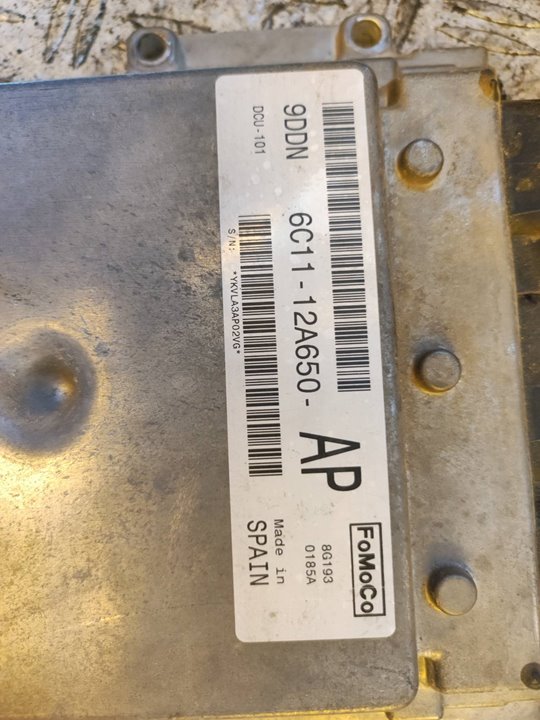 9DDN 6C11-12A650-AP
DCU-101
S/N: *YKVLA3AP02VG*
FoMoCo
8G193
0185A
Made in
SPAIN